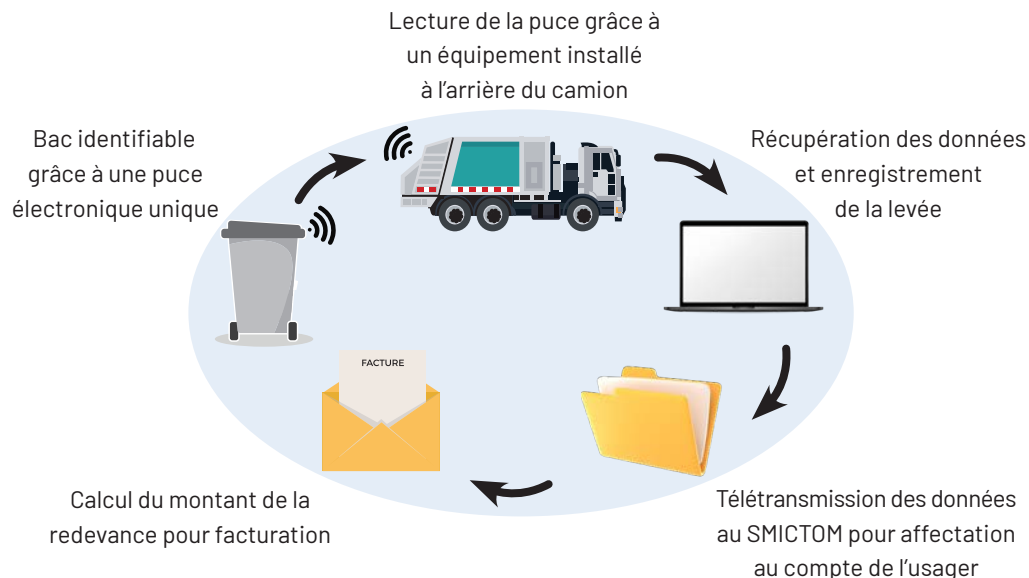 Lecture de la puce grâce à
un équipement installé
à l'arrière du camion
Bac identifiable
grâce à une puce
électronique unique
Récupération des données
et enregistrement
de la levée
FACTURE
Calcul du montant de la
redevance pour facturation
Télétransmission des données
au SMICTOM pour affectation
au compte de l'usager